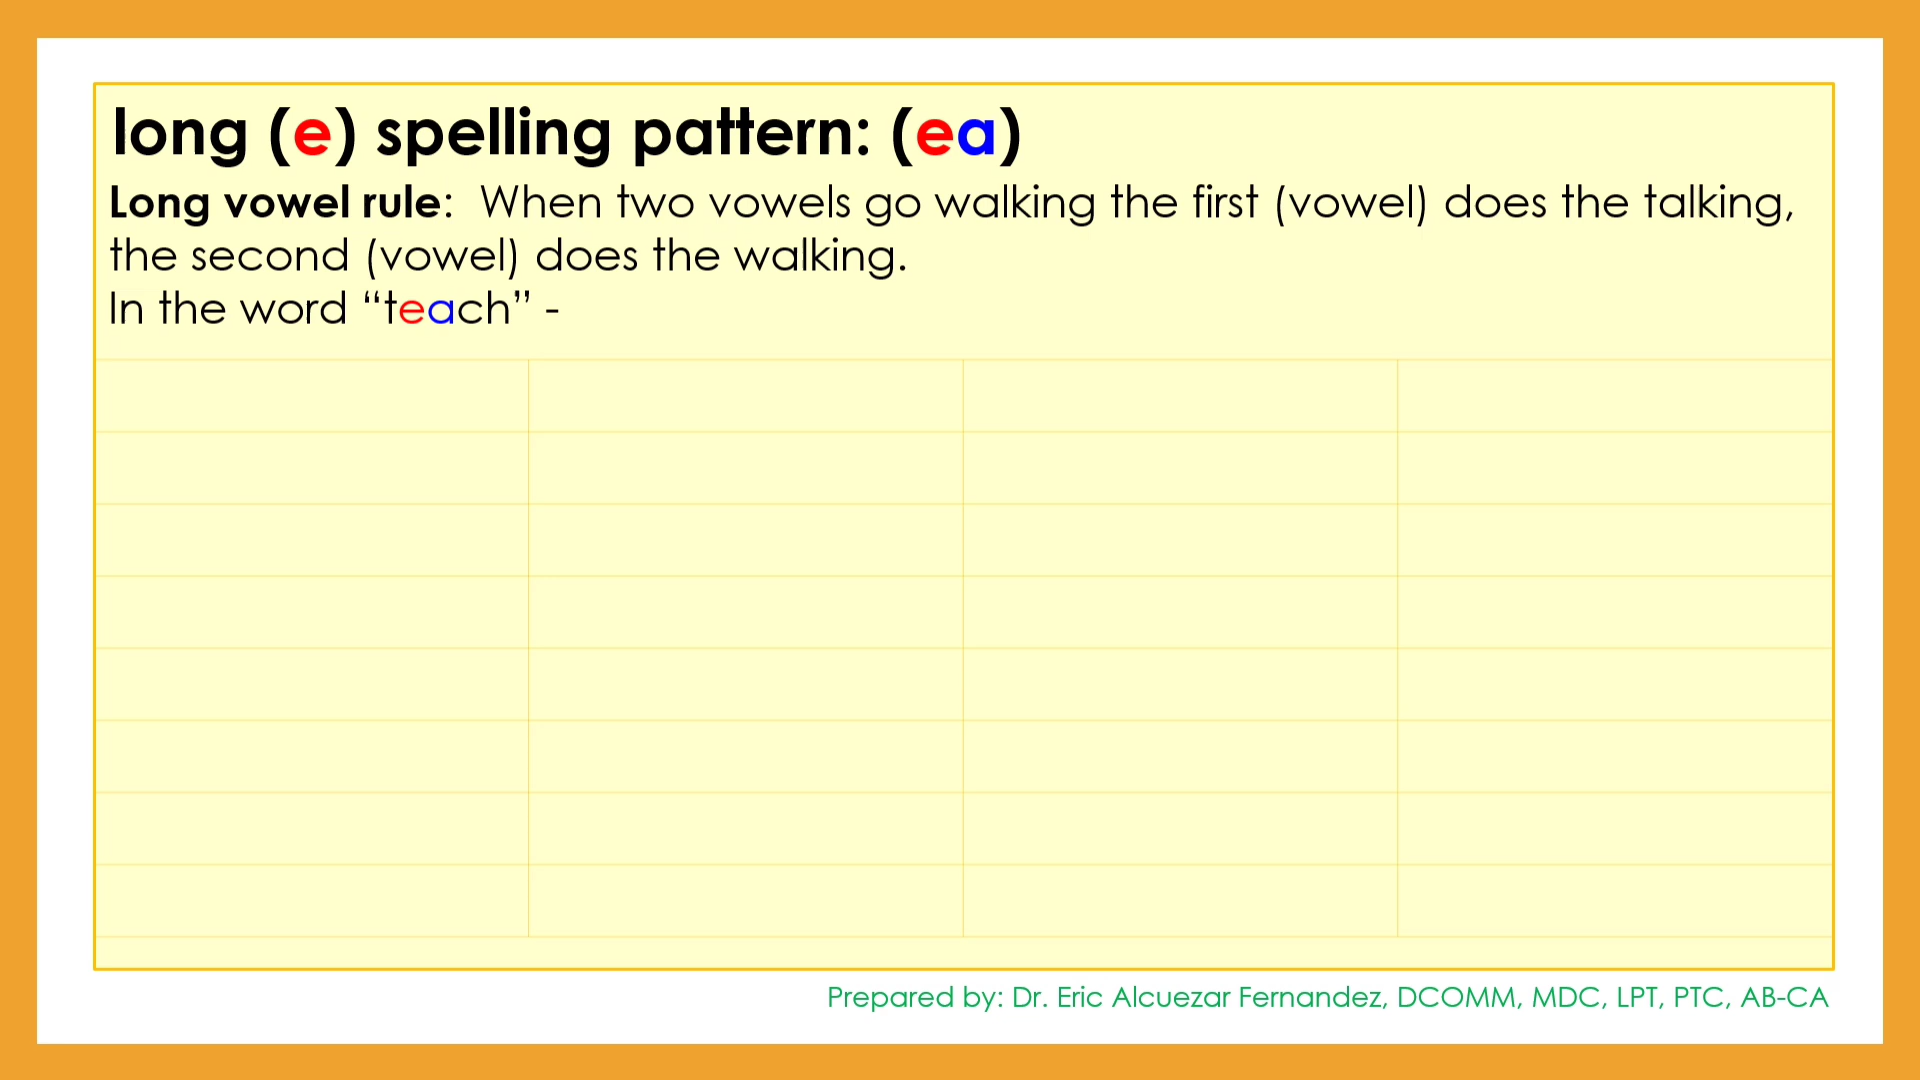 long (e) spelling pattern: (ea)
Long vowel rule:  When two vowels go walking the first (vowel) does the talking,
the second (vowel) does the walking.
In the word “teach” -
Prepared by: Dr. Eric Alcuezar Fernandez, DCOMM, MDC, LPT, PTC, AB-CA